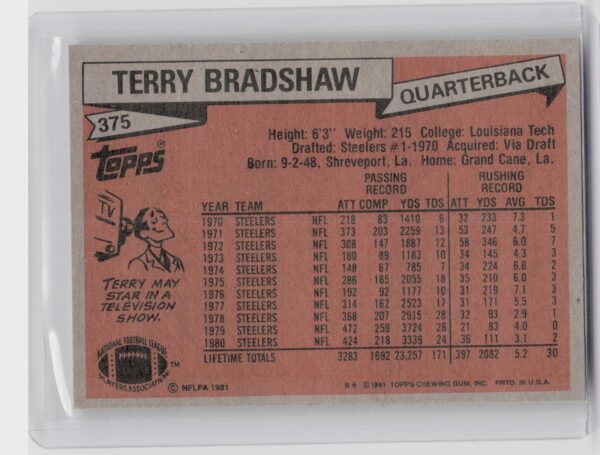 TERRY BRADSHAW
QUARTERBACK
375
Topps®
Height: 6'3" Weight: 215 College: Louisiana Tech
Drafted: Steelers #1-1970 Acquired: Via Draft
Born: 9-2-48, Shreveport, La. Home: Grand Cane, La.
PASSING RECORD RUSHING RECORD
YEAR TEAM ATT COMP YDS TDS ATT YDS AVG TDS
1970 STEELERS NFL 218 83 1410 6 32 233 7.3 1
1971 STEELERS NFL 373 203 2259 13 53 247 4.7 5
1972 STEELERS NFL 308 147 1887 12 58 346 6.0 7
1973 STEELERS NFL 180 89 1183 10 34 145 4.3 3
1974 STEELERS NFL 148 67 785 7 34 224 6.6 2
1975 STEELERS NFL 286 165 2055 18 35 210 6.0 3
1976 STEELERS NFL 192 92 1177 10 31 219 7.1 3
1977 STEELERS NFL 314 162 2523 17 31 171 5.5 3
1978 STEELERS NFL 368 207 2915 28 32 93 2.9 1
1979 STEELERS NFL 472 259 3724 26 21 83 4.0 0
1980 STEELERS NFL 424 218 3339 24 36 111 3.1 2
LIFETIME TOTALS 3283 1692 23,257 171 397 2082 5.2 30
TV
TERRY MAY
STAR IN A
TELEVISION
SHOW.
NATIONAL FOOTBALL LEAGUE
PLAYERS ASSOCIATION
TM
© NFLPA 1981
© 1981 TOPPS CHEWING GUM, INC. PRTD. IN U.S.A.